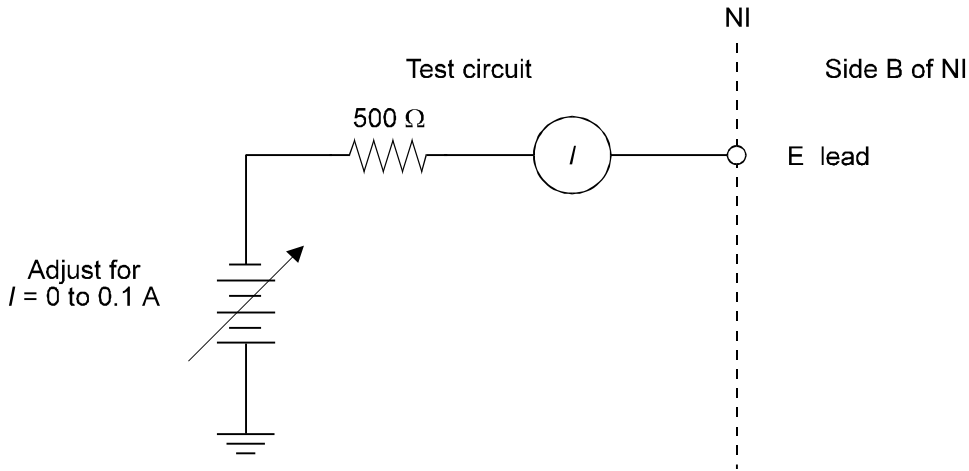 NI
Test circuit
Side B of NI
500 Ω
I
E lead
Adjust for
I = 0 to 0.1 A